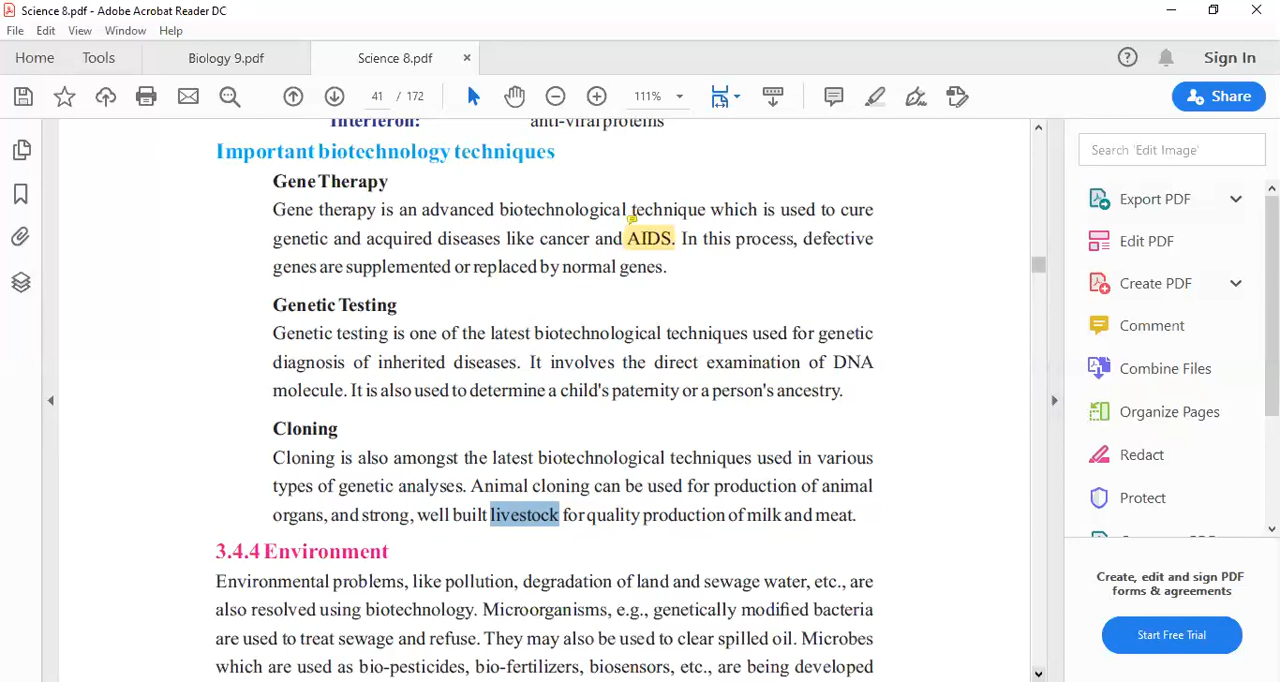 Science 8.pdf - Adobe Acrobat Reader DC
File Edit View Window Help
Home Tools Biology 9.pdf Science 8.pdf × Sign In
41 / 172 111% Share
Interferon: anti-viral proteins
Important biotechnology techniques
Gene Therapy
Gene therapy is an advanced biotechnological technique which is used to cure
genetic and acquired diseases like cancer and AIDS. In this process, defective
genes are supplemented or replaced by normal genes.
Genetic Testing
Genetic testing is one of the latest biotechnological techniques used for genetic
diagnosis of inherited diseases. It involves the direct examination of DNA
molecule. It is also used to determine a child's paternity or a person's ancestry.
Cloning
Cloning is also amongst the latest biotechnological techniques used in various
types of genetic analyses. Animal cloning can be used for production of animal
organs, and strong, well built livestock for quality production of milk and meat.
3.4.4 Environment
Environmental problems, like pollution, degradation of land and sewage water, etc., are
also resolved using biotechnology. Microorganisms, e.g., genetically modified bacteria
are used to treat sewage and refuse. They may also be used to clear spilled oil. Microbes
which are used as bio-pesticides, bio-fertilizers, biosensors, etc., are being developed
Search 'Edit Image'
Export PDF
Edit PDF
Create PDF
Comment
Combine Files
Organize Pages
Redact
Protect
Create, edit and sign PDF
forms & agreements
Start Free Trial